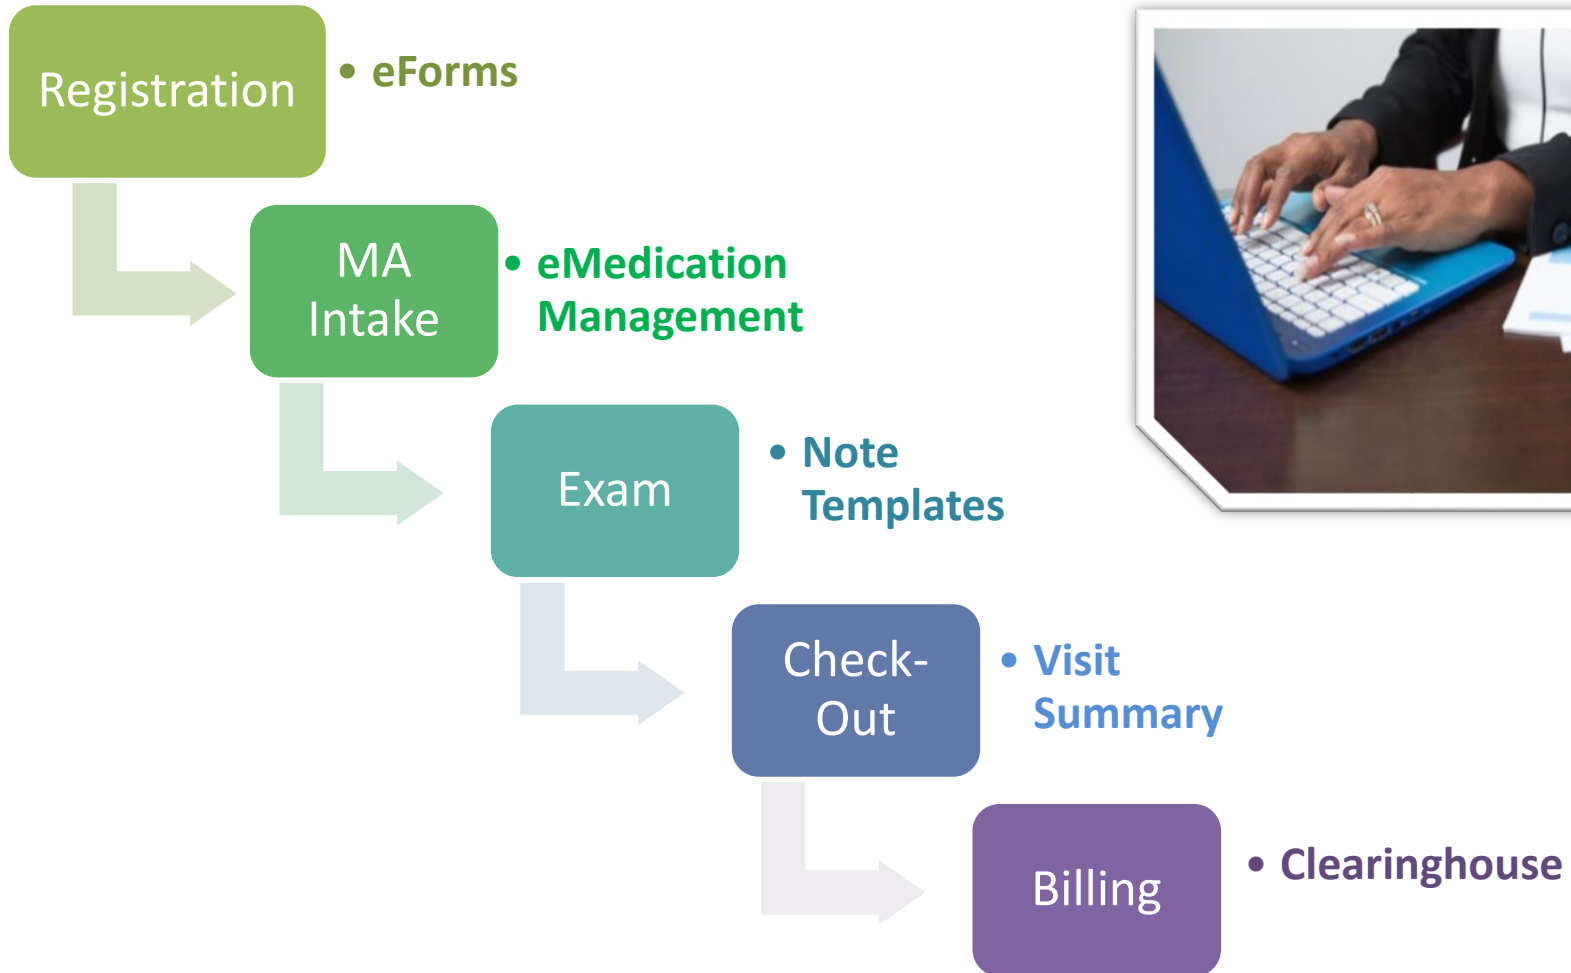 Registration
• eForms
MA
Intake
• eMedication
Management
Exam
• Note
Templates
Check-
Out
• Visit
Summary
Billing
• Clearinghouse